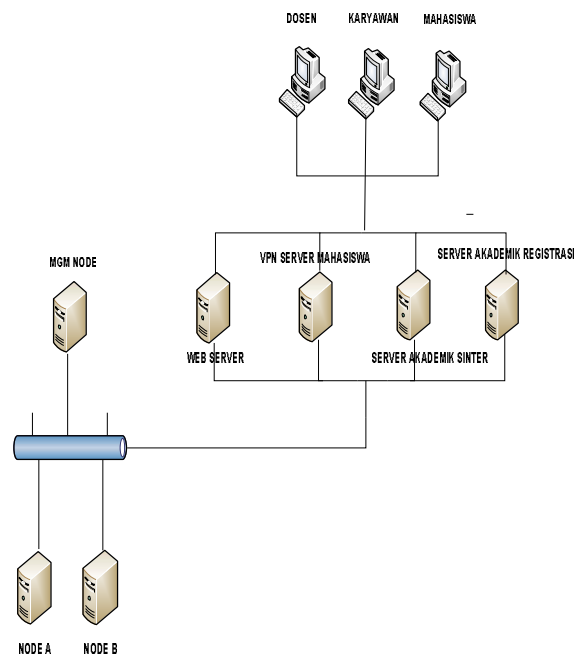 DOSEN
KARYAWAN
MAHASISWA
SERVER AKADEMIK REGISTRASI
VPN SERVER MAHASISWA
MGM NODE
WEB SERVER
SERVER AKADEMIK SINTER
NODE A
NODE B